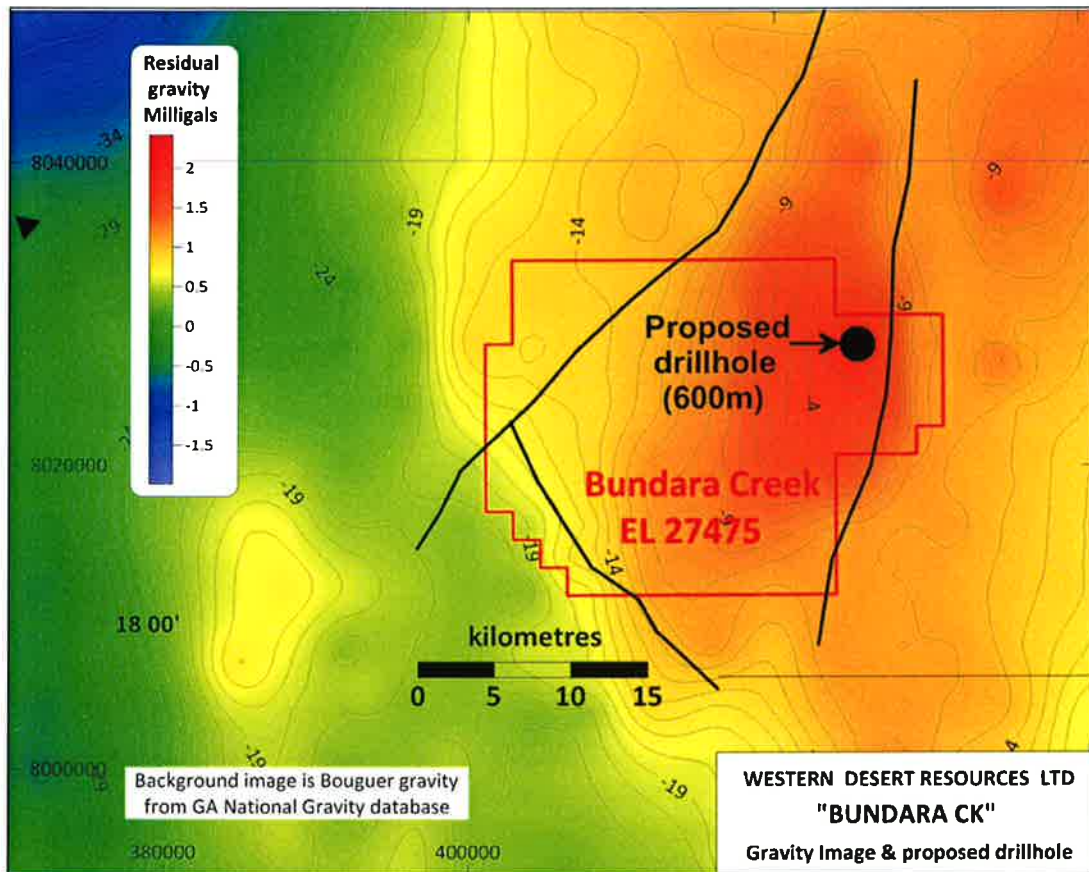 Residual
gravity
Milligals
2
1.5
1
0.5
0
-0.5
-1
-1.5
-34
8040000
-19
-14
-9
-9
-24
Proposed
drillhole
(600m)
-4
8020000
-19
Bundara Creek
EL 27475
-9
-19
-14
18 00'
kilometres
0 5 10 15
8000000
-19
-19
4
Background image is Bouguer gravity
from GA National Gravity database
380000
400000
WESTERN DESERT RESOURCES LTD
"BUNDARA CK"
Gravity Image & proposed drillhole